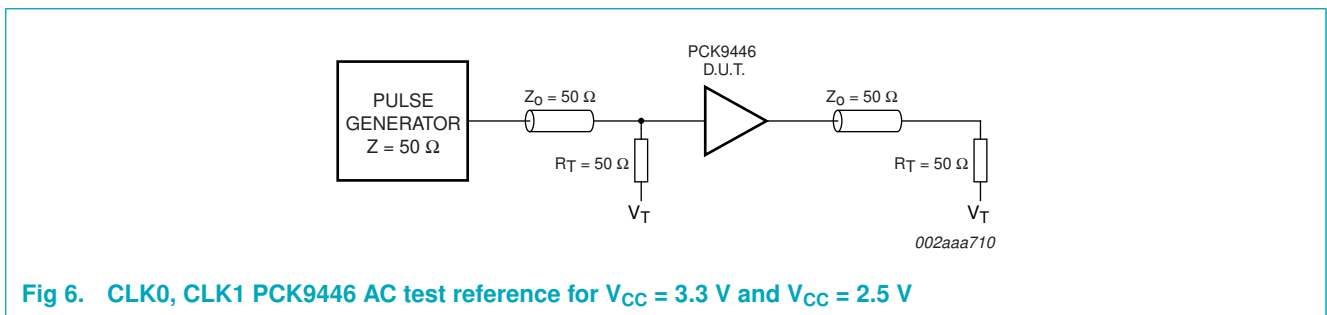 PCK9446
D.U.T.
PULSE
GENERATOR
Z = 50 Ω
Zo = 50 Ω
RT = 50 Ω
VT
Zo = 50 Ω
RT = 50 Ω
VT
002aaa710
Fig 6. CLK0, CLK1 PCK9446 AC test reference for VCC = 3.3 V and VCC = 2.5 V